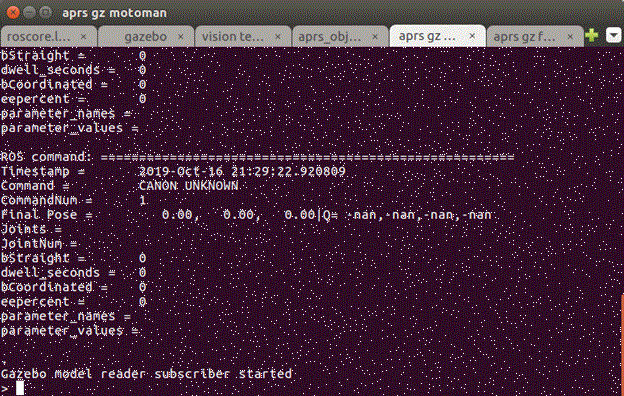 aprs gz motoman
roscore.l... × gazebo × vision te... × aprs_obj... × aprs gz ... × aprs gz f... ×
bStraight = 0
dwell_seconds = 0
bCoordinated = 0
eepercent = 0
parameter_names =
parameter_values =
ROS command: ======================================================
Timestamp = 2019-Oct-16 21:29:22.920809
Command = CANON UNKNOWN
CommandNum = 1
Final Pose = 0.00, 0.00, 0.00|Q= -nan,-nan,-nan,-nan
Joints =
JointNum =
bStraight = 0
dwell_seconds = 0
bCoordinated = 0
eepercent = 0
parameter_names =
parameter_values =
.
Gazebo model reader subscriber started
>